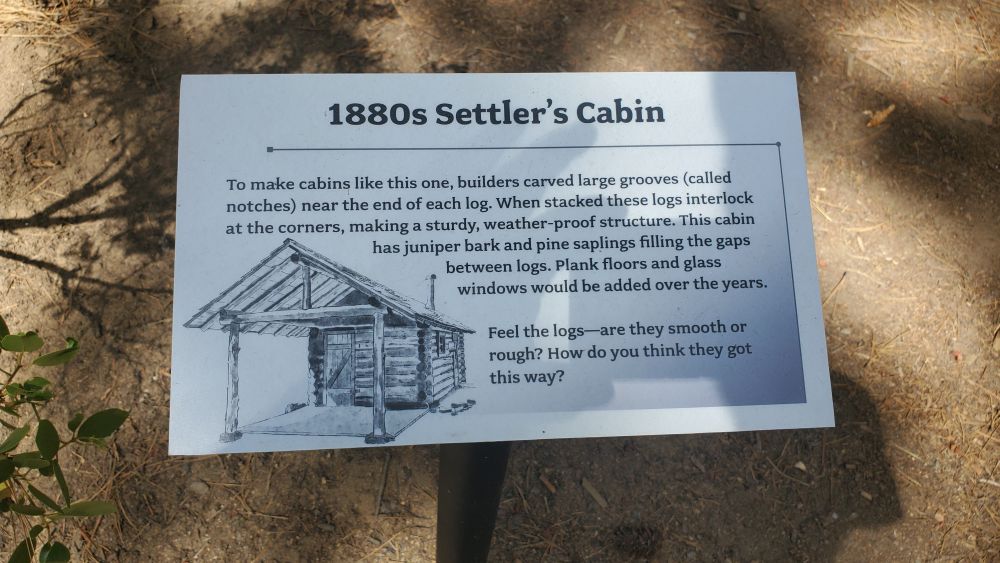 1880s Settler’s Cabin
To make cabins like this one, builders carved large grooves (called
notches) near the end of each log. When stacked these logs interlock
at the corners, making a sturdy, weather-proof structure. This cabin
has juniper bark and pine saplings filling the gaps
between logs. Plank floors and glass
windows would be added over the years.
Feel the logs—are they smooth or
rough? How do you think they got
this way?